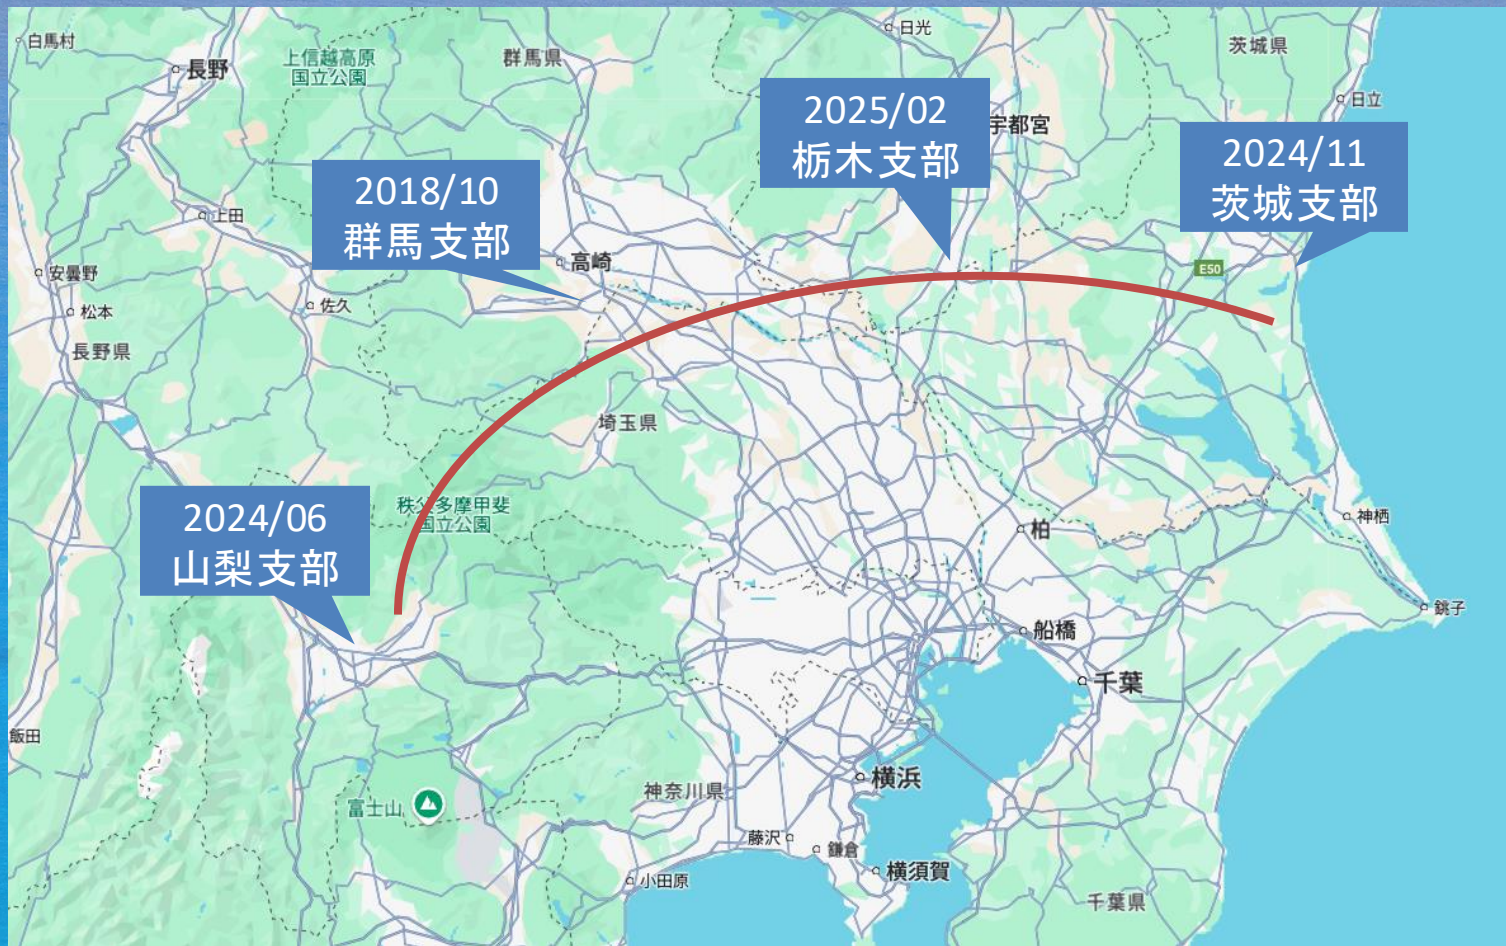 白馬村
長野
上信越高原
国立公園
群馬県
日光
茨城県
日立
2025/02
栃木支部
宇都宮
2024/11
茨城支部
2018/10
群馬支部
上田
高崎
安曇野
E50
松本
佐久
長野県
埼玉県
秩父多摩甲斐
国立公園
2024/06
山梨支部
柏
神栖
銚子
船橋
千葉
飯田
横浜
神奈川県
富士山
藤沢
鎌倉
横須賀
小田原
千葉県